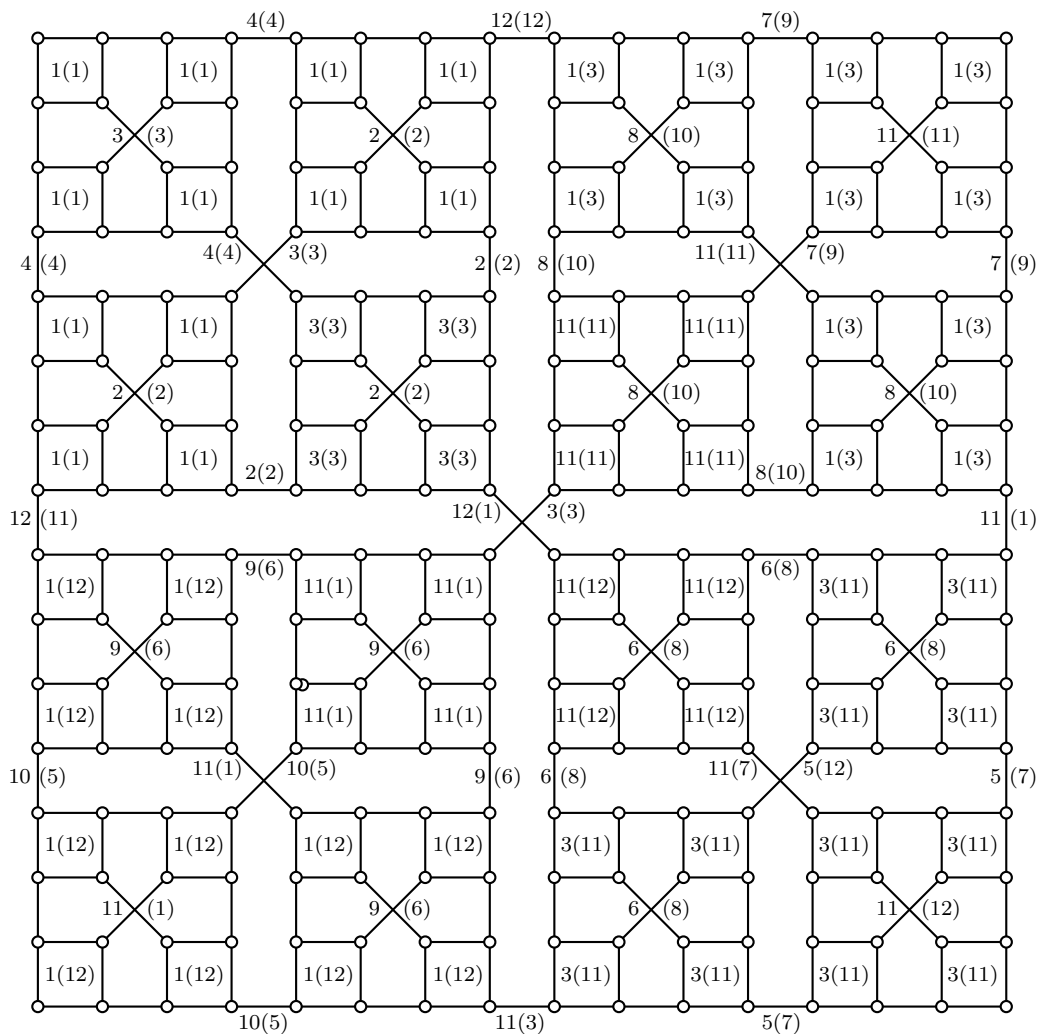 4(4) 12(12) 7(9)
1(1) 1(1) 1(1) 1(1) 1(3) 1(3) 1(3) 1(3)
3 (3) 2 (2) 8 (10) 11 (11)
1(1) 1(1) 1(1) 1(1) 1(3) 1(3) 1(3) 1(3)
4(4) 3(3) 11(11) 7(9)
4 (4) 2 (2) 8 (10) 7 (9)
1(1) 1(1) 3(3) 3(3) 11(11) 11(11) 1(3) 1(3)
2 (2) 2 (2) 8 (10) 8 (10)
1(1) 1(1) 3(3) 3(3) 11(11) 11(11) 1(3) 1(3)
2(2) 8(10)
12(1) 3(3)
12 (11) 11 (1)
9(6) 6(8)
1(12) 1(12) 11(1) 11(1) 11(12) 11(12) 3(11) 3(11)
9 (6) 9 (6) 6 (8) 6 (8)
1(12) 1(12) 11(1) 11(1) 11(12) 11(12) 3(11) 3(11)
11(1) 10(5) 11(7) 5(12)
10 (5) 9 (6) 6 (8) 5 (7)
1(12) 1(12) 1(12) 1(12) 3(11) 3(11) 3(11) 3(11)
11 (1) 9 (6) 6 (8) 11 (12)
1(12) 1(12) 1(12) 1(12) 3(11) 3(11) 3(11) 3(11)
10(5) 11(3) 5(7)